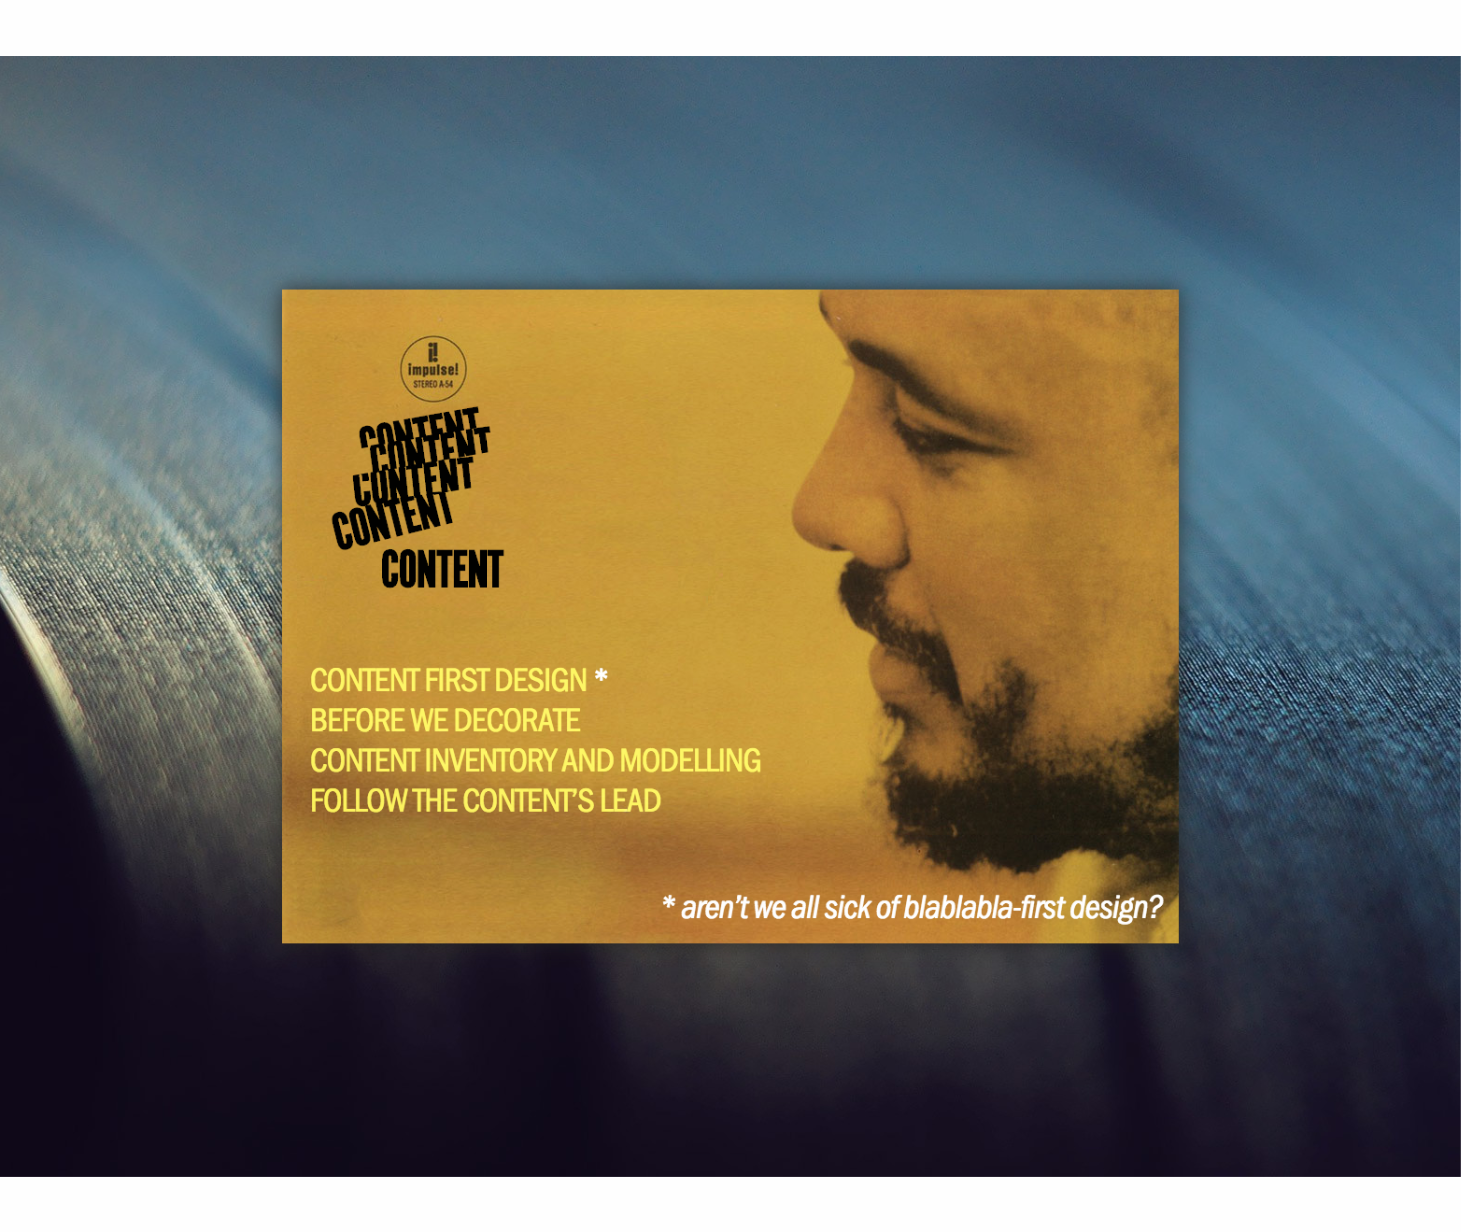 impulse!
STEREO A-54
CONTENT
CONTENT
CONTENT
CONTENT
CONTENT
CONTENT FIRST DESIGN *
BEFORE WE DECORATE
CONTENT INVENTORY AND MODELLING
FOLLOW THE CONTENT’S LEAD
* aren’t we all sick of blablabla-first design?